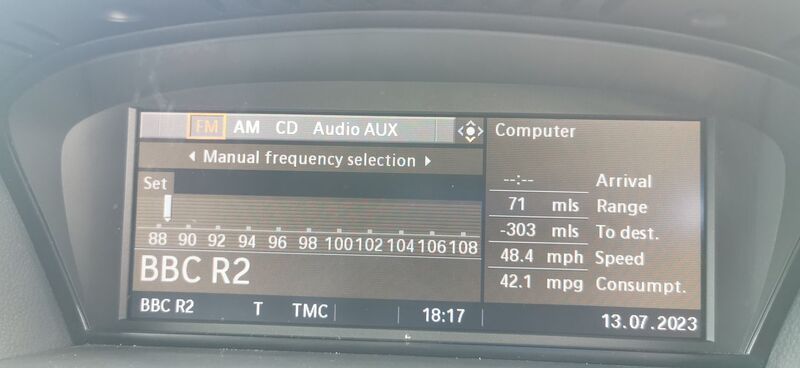 FM AM CD Audio AUX
Manual frequency selection
Set
88 90 92 94 96 98 100 102 104 106 108
BBC R2
BBC R2 T TMC 18:17
Computer
--:-- Arrival
71 mls Range
-303 mls To dest.
48.4 mph Speed
42.1 mpg Consumpt.
13.07.2023